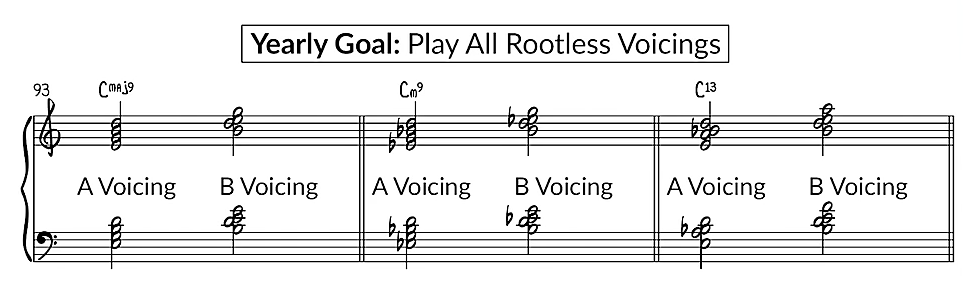 Yearly Goal: Play All Rootless Voicings
93 Cmaj9 Cm9 C13
A Voicing B Voicing A Voicing B Voicing A Voicing B Voicing